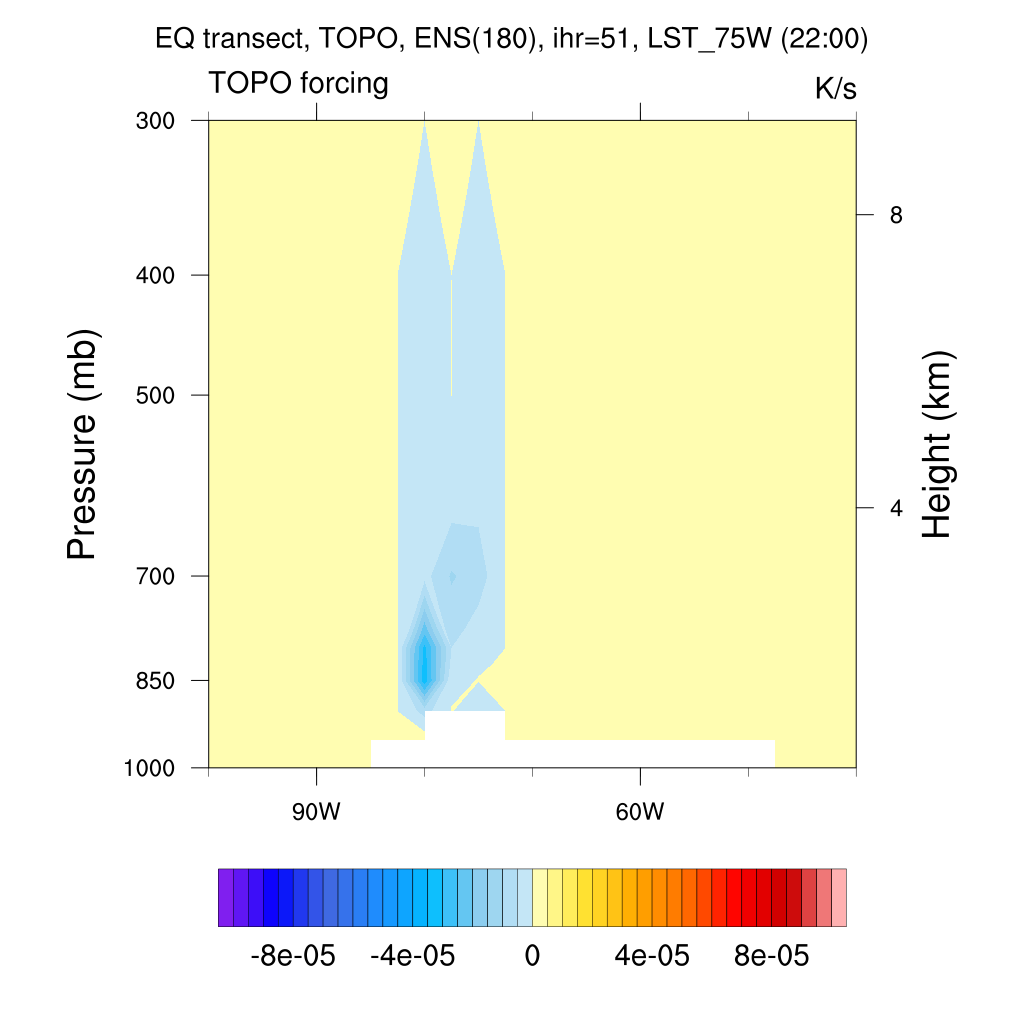 EQ transect, TOPO, ENS(180), ihr=51, LST_75W (22:00)
TOPO forcing
K/s
300
400
500
700
850
1000
Pressure (mb)
8
4
Height (km)
90W
60W
-8e-05
-4e-05
0
4e-05
8e-05